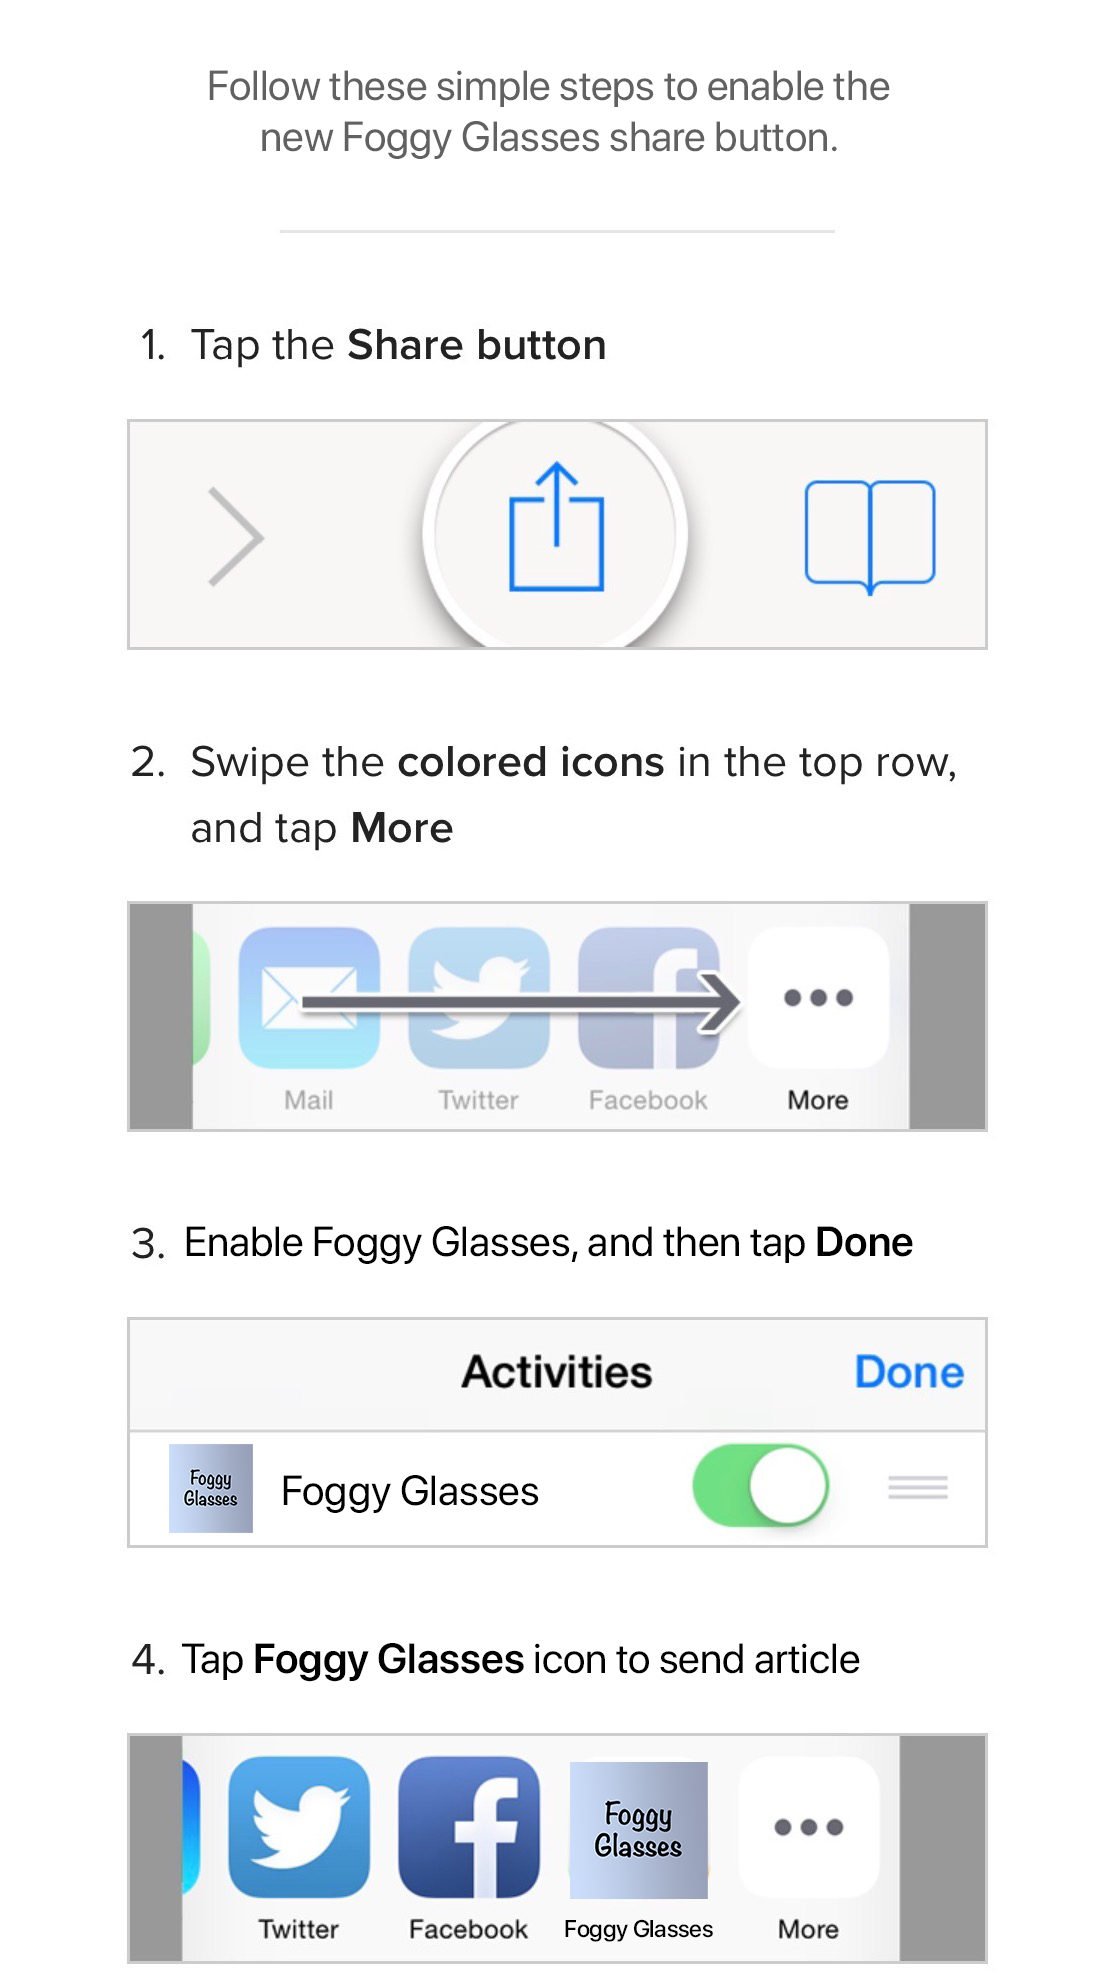 Follow these simple steps to enable the
new Foggy Glasses share button.
1. Tap the Share button
2. Swipe the colored icons in the top row,
and tap More
Mail Twitter Facebook More
3. Enable Foggy Glasses, and then tap Done
Activities Done
Foggy
Glasses
Foggy Glasses
4. Tap Foggy Glasses icon to send article
Foggy
Glasses
Twitter Facebook Foggy Glasses More